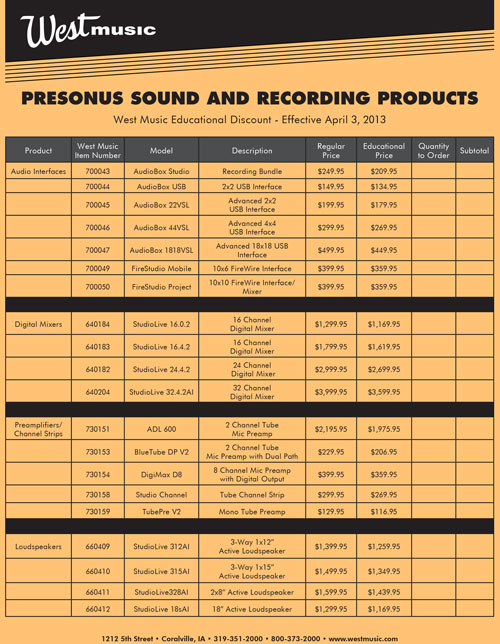 West MUSIC
PRESONUS SOUND AND RECORDING PRODUCTS
West Music Educational Discount - Effective April 3, 2013
Product West Music Item Number Model Description Regular Price Educational Price Quantity to Order Subtotal
Audio Interfaces 700043 AudioBox Studio Recording Bundle $249.95 $209.95
700044 AudioBox USB 2x2 USB Interface $149.95 $134.95
700045 AudioBox 22VSL Advanced 2x2 USB Interface $199.95 $179.95
700046 AudioBox 44VSL Advanced 4x4 USB Interface $299.95 $269.95
700047 AudioBox 1818VSL Advanced 18x18 USB Interface $499.95 $449.95
700049 FireStudio Mobile 10x6 FireWire Interface $399.95 $359.95
700050 FireStudio Project 10x10 FireWire Interface/ Mixer $399.95 $359.95
Digital Mixers 640184 StudioLive 16.0.2 16 Channel Digital Mixer $1,299.95 $1,169.95
640183 StudioLive 16.4.2 16 Channel Digital Mixer $1,799.95 $1,619.95
640182 StudioLive 24.4.2 24 Channel Digital Mixer $2,999.95 $2,699.95
640204 StudioLive 32.4.2AI 32 Channel Digital Mixer $3,999.95 $3,599.95
Preamplifiers/ Channel Strips 730151 ADL 600 2 Channel Tube Mic Preamp $2,195.95 $1,975.95
730153 BlueTube DP V2 2 Channel Tube Mic Preamp with Dual Path $229.95 $206.95
730154 DigiMax D8 8 Channel Mic Preamp with Digital Output $399.95 $359.95
730158 Studio Channel Tube Channel Strip $299.95 $269.95
730159 TubePre V2 Mono Tube Preamp $129.95 $116.95
Loudspeakers 660409 StudioLive 312AI 3-Way 1x12" Active Loudspeaker $1,399.95 $1,259.95
660410 StudioLive 315AI 3-Way 1x15" Active Loudspeaker $1,499.95 $1,349.95
660411 StudioLive328AI 2x8" Active Loudspeaker $1,599.95 $1,439.95
660412 StudioLive 18sAI 18" Active Loudspeaker $1,299.95 $1,169.95
1212 5th Street • Coralville, IA • 319-351-2000 • 800-373-2000 • www.westmusic.com